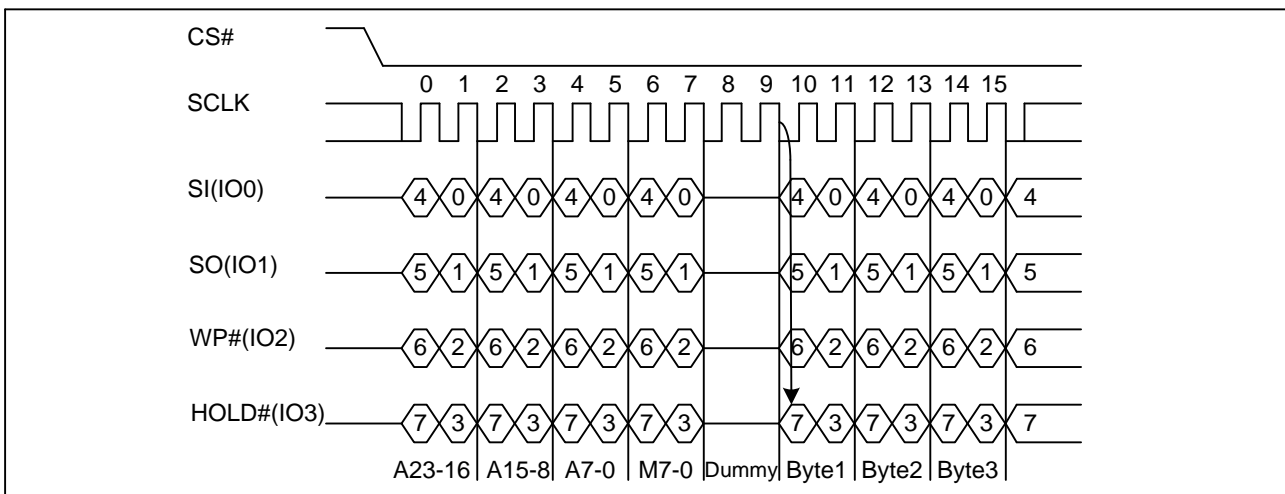 CS#
0 1 2 3 4 5 6 7 8 9 10 11 12 13 14 15
SCLK
SI(IO0) 4 0 4 0 4 0 4 0 4 0 4 0 4 0 4
SO(IO1) 5 1 5 1 5 1 5 1 5 1 5 1 5 1 5
WP#(IO2) 6 2 6 2 6 2 6 2 6 2 6 2 6 2 6
HOLD#(IO3) 7 3 7 3 7 3 7 3 7 3 7 3 7 3 7
A23-16 A15-8 A7-0 M7-0 Dummy Byte1 Byte2 Byte3